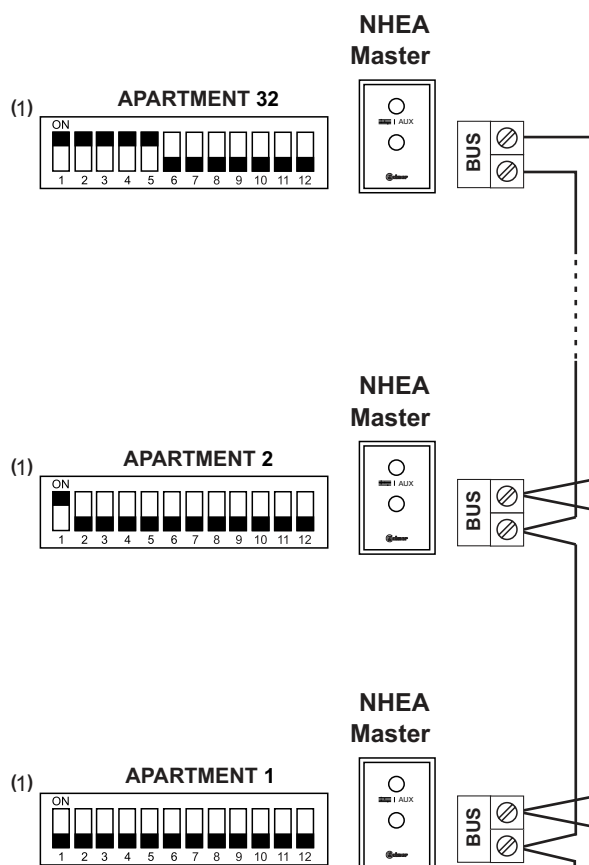 NHEA
Master
(1)
APARTMENT 32
ON
1 2 3 4 5 6 7 8 9 10 11 12
AUX
BUS
NHEA
Master
(1)
APARTMENT 2
ON
1 2 3 4 5 6 7 8 9 10 11 12
AUX
BUS
NHEA
Master
(1)
APARTMENT 1
ON
1 2 3 4 5 6 7 8 9 10 11 12
AUX
BUS